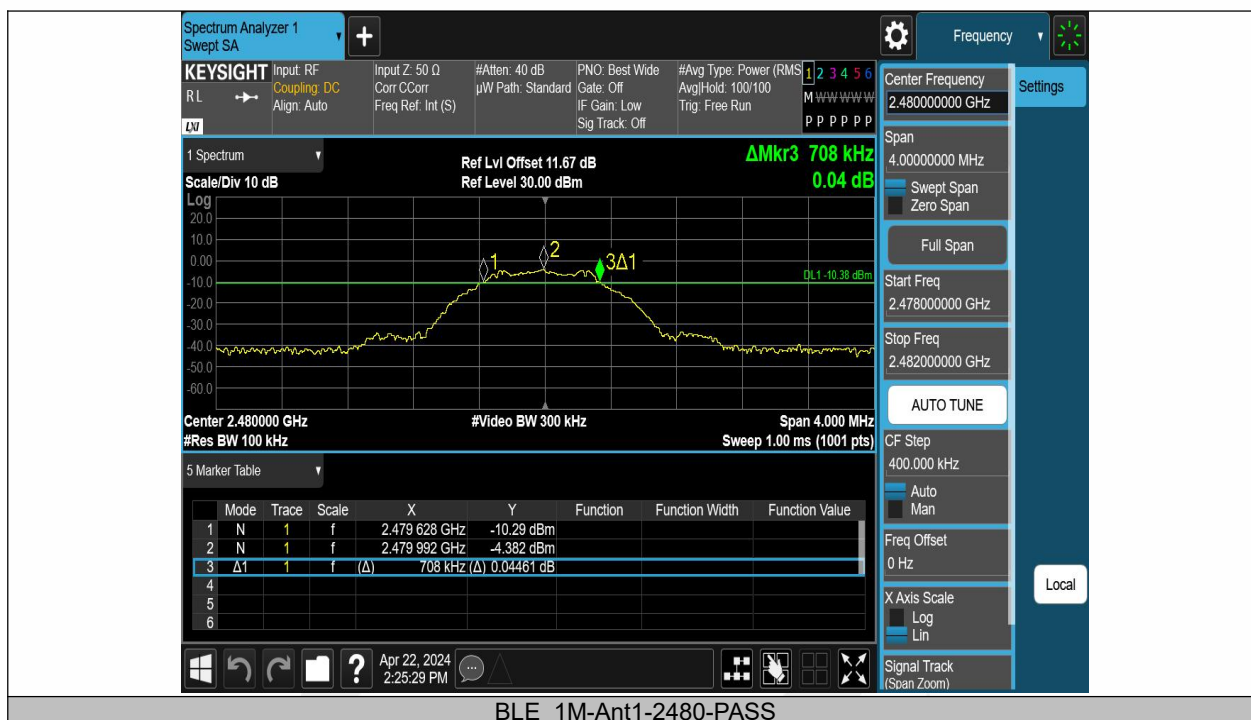 Spectrum Analyzer 1
Swept SA
Frequency
KEYSIGHT
RL
LXI
Input: RF
Coupling: DC
Align: Auto
Input Z: 50 Ω
Corr CCorr
Freq Ref: Int (S)
#Atten: 40 dB
µW Path: Standard
PNO: Best Wide
Gate: Off
IF Gain: Low
Sig Track: Off
#Avg Type: Power (RMS
Avg|Hold: 100/100
Trig: Free Run
1 2 3 4 5 6
M W W W W W
P P P P P P
1 Spectrum
Scale/Div 10 dB
Ref Lvl Offset 11.67 dB
Ref Level 30.00 dBm
ΔMkr3 708 kHz
0.04 dB
Log
20.0
10.0
0.00
-10.0
-20.0
-30.0
-40.0
-50.0
-60.0
1
2
3Δ1
DL1 -10.38 dBm
Center 2.480000 GHz
#Video BW 300 kHz
Span 4.000 MHz
#Res BW 100 kHz
Sweep 1.00 ms (1001 pts)
5 Marker Table
Mode Trace Scale X Y Function Function Width Function Value
1 N 1 f 2.479 628 GHz -10.29 dBm
2 N 1 f 2.479 992 GHz -4.382 dBm
3 Δ1 1 f (Δ) 708 kHz (Δ) 0.04461 dB
4
5
6
?
Apr 22, 2024
2:25:29 PM
Center Frequency
2.480000000 GHz
Settings
Span
4.00000000 MHz
Swept Span
Zero Span
Full Span
Start Freq
2.478000000 GHz
Stop Freq
2.482000000 GHz
AUTO TUNE
CF Step
400.000 kHz
Auto
Man
Freq Offset
0 Hz
Local
X Axis Scale
Log
Lin
Signal Track
(Span Zoom)
BLE_1M-Ant1-2480-PASS